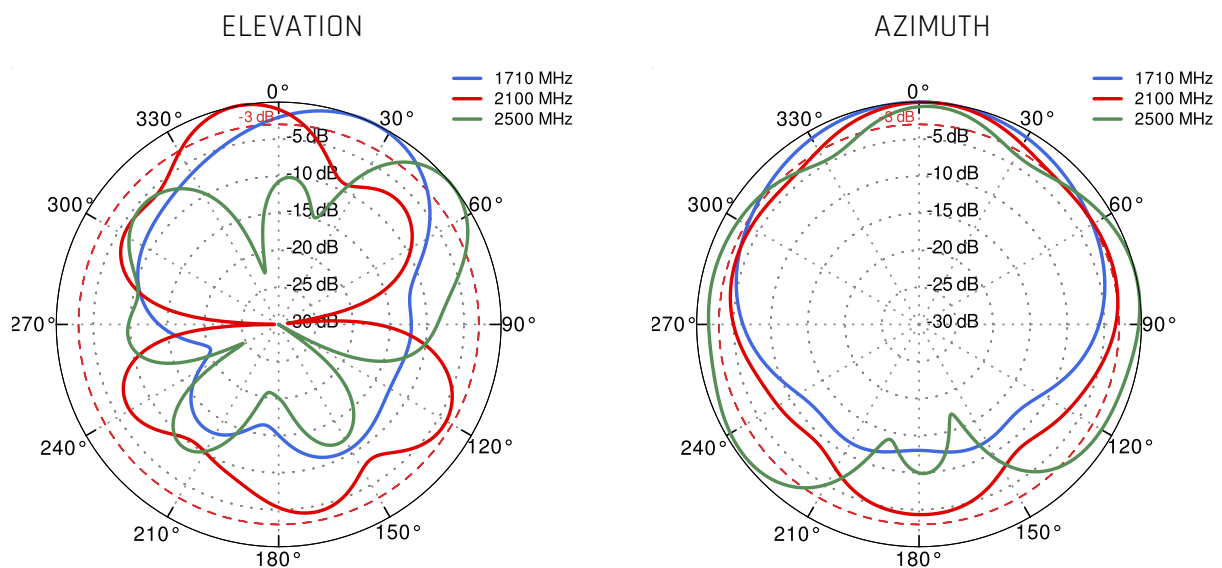 ELEVATION
1710 MHz
2100 MHz
2500 MHz
0°
330°
30°
-3 dB
-5 dB
-10 dB
300°
60°
-15 dB
-20 dB
-25 dB
270°
-30 dB
90°
240°
120°
210°
150°
180°
AZIMUTH
1710 MHz
2100 MHz
2500 MHz
0°
330°
30°
-3 dB
-5 dB
-10 dB
300°
60°
-15 dB
-20 dB
-25 dB
270°
-30 dB
90°
240°
120°
210°
150°
180°